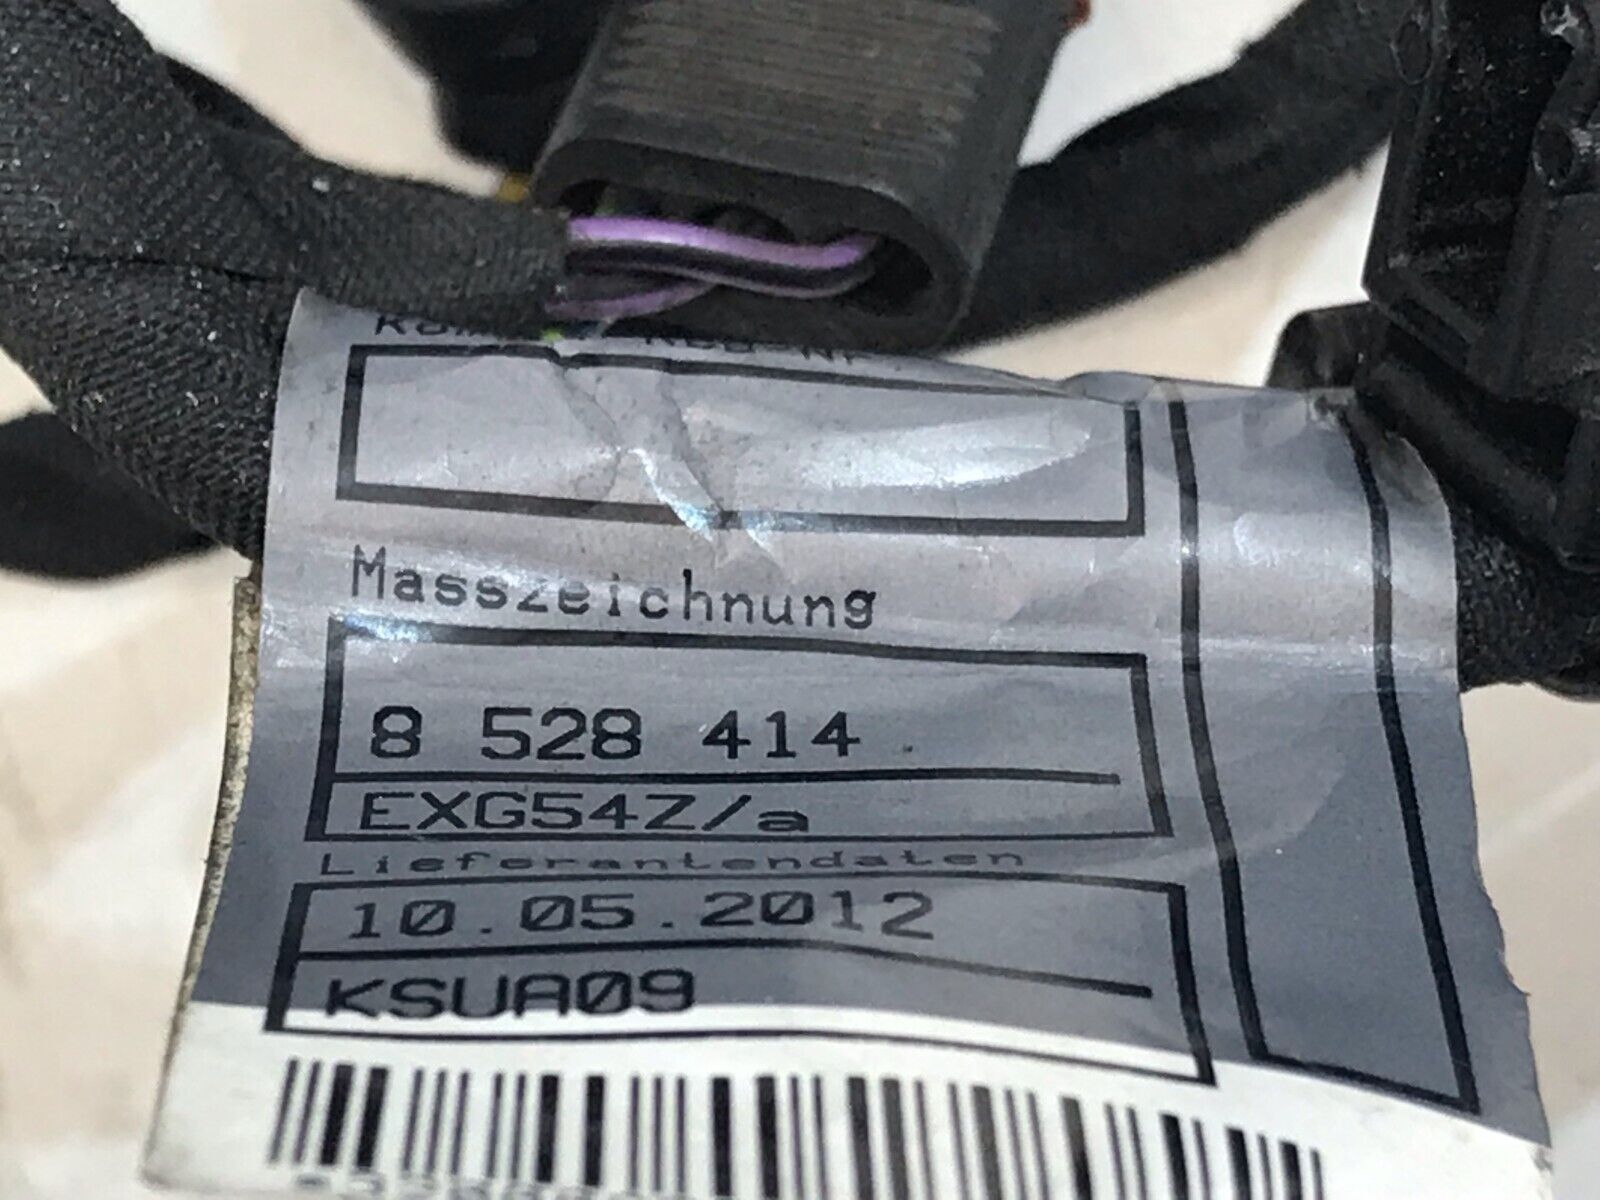 Masszeichnung
8 528 414
EXG54Z/a
Lieferantendaten
10.05.2012
KSUA09